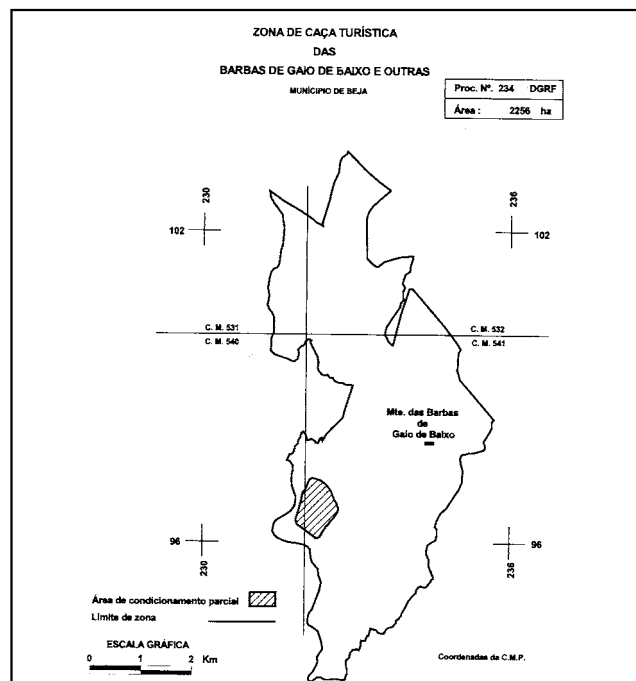 ZONA DE CAÇA TURÍSTICA
DAS
BARBAS DE GAIO DE BAIXO E OUTRAS
MUNÍCIPIO DE BEJA
Proc. Nº. 234 DGRF
Área : 2256 ha
230
236
102
102
C. M. 531
C. M. 532
C. M. 540
C. M. 541
Mte. das Barbas
de
Gaio de Baixo
96
96
230
236
Área de condicionamento parcial
Limite de zona
ESCALA GRÁFICA
0 1 2 Km
Coordenadas da C.M.P.